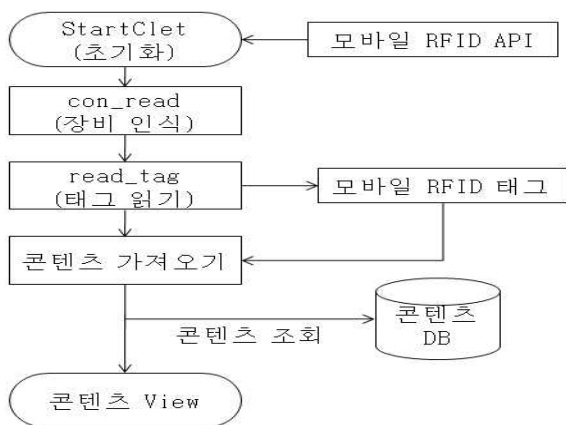 StartClet
(초기화)
모바일 RFID API
con_read
(장비 인식)
read_tag
(태그 읽기)
모바일 RFID 태그
콘텐츠 가져오기
콘텐츠 조회
콘텐츠
DB
콘텐츠 View